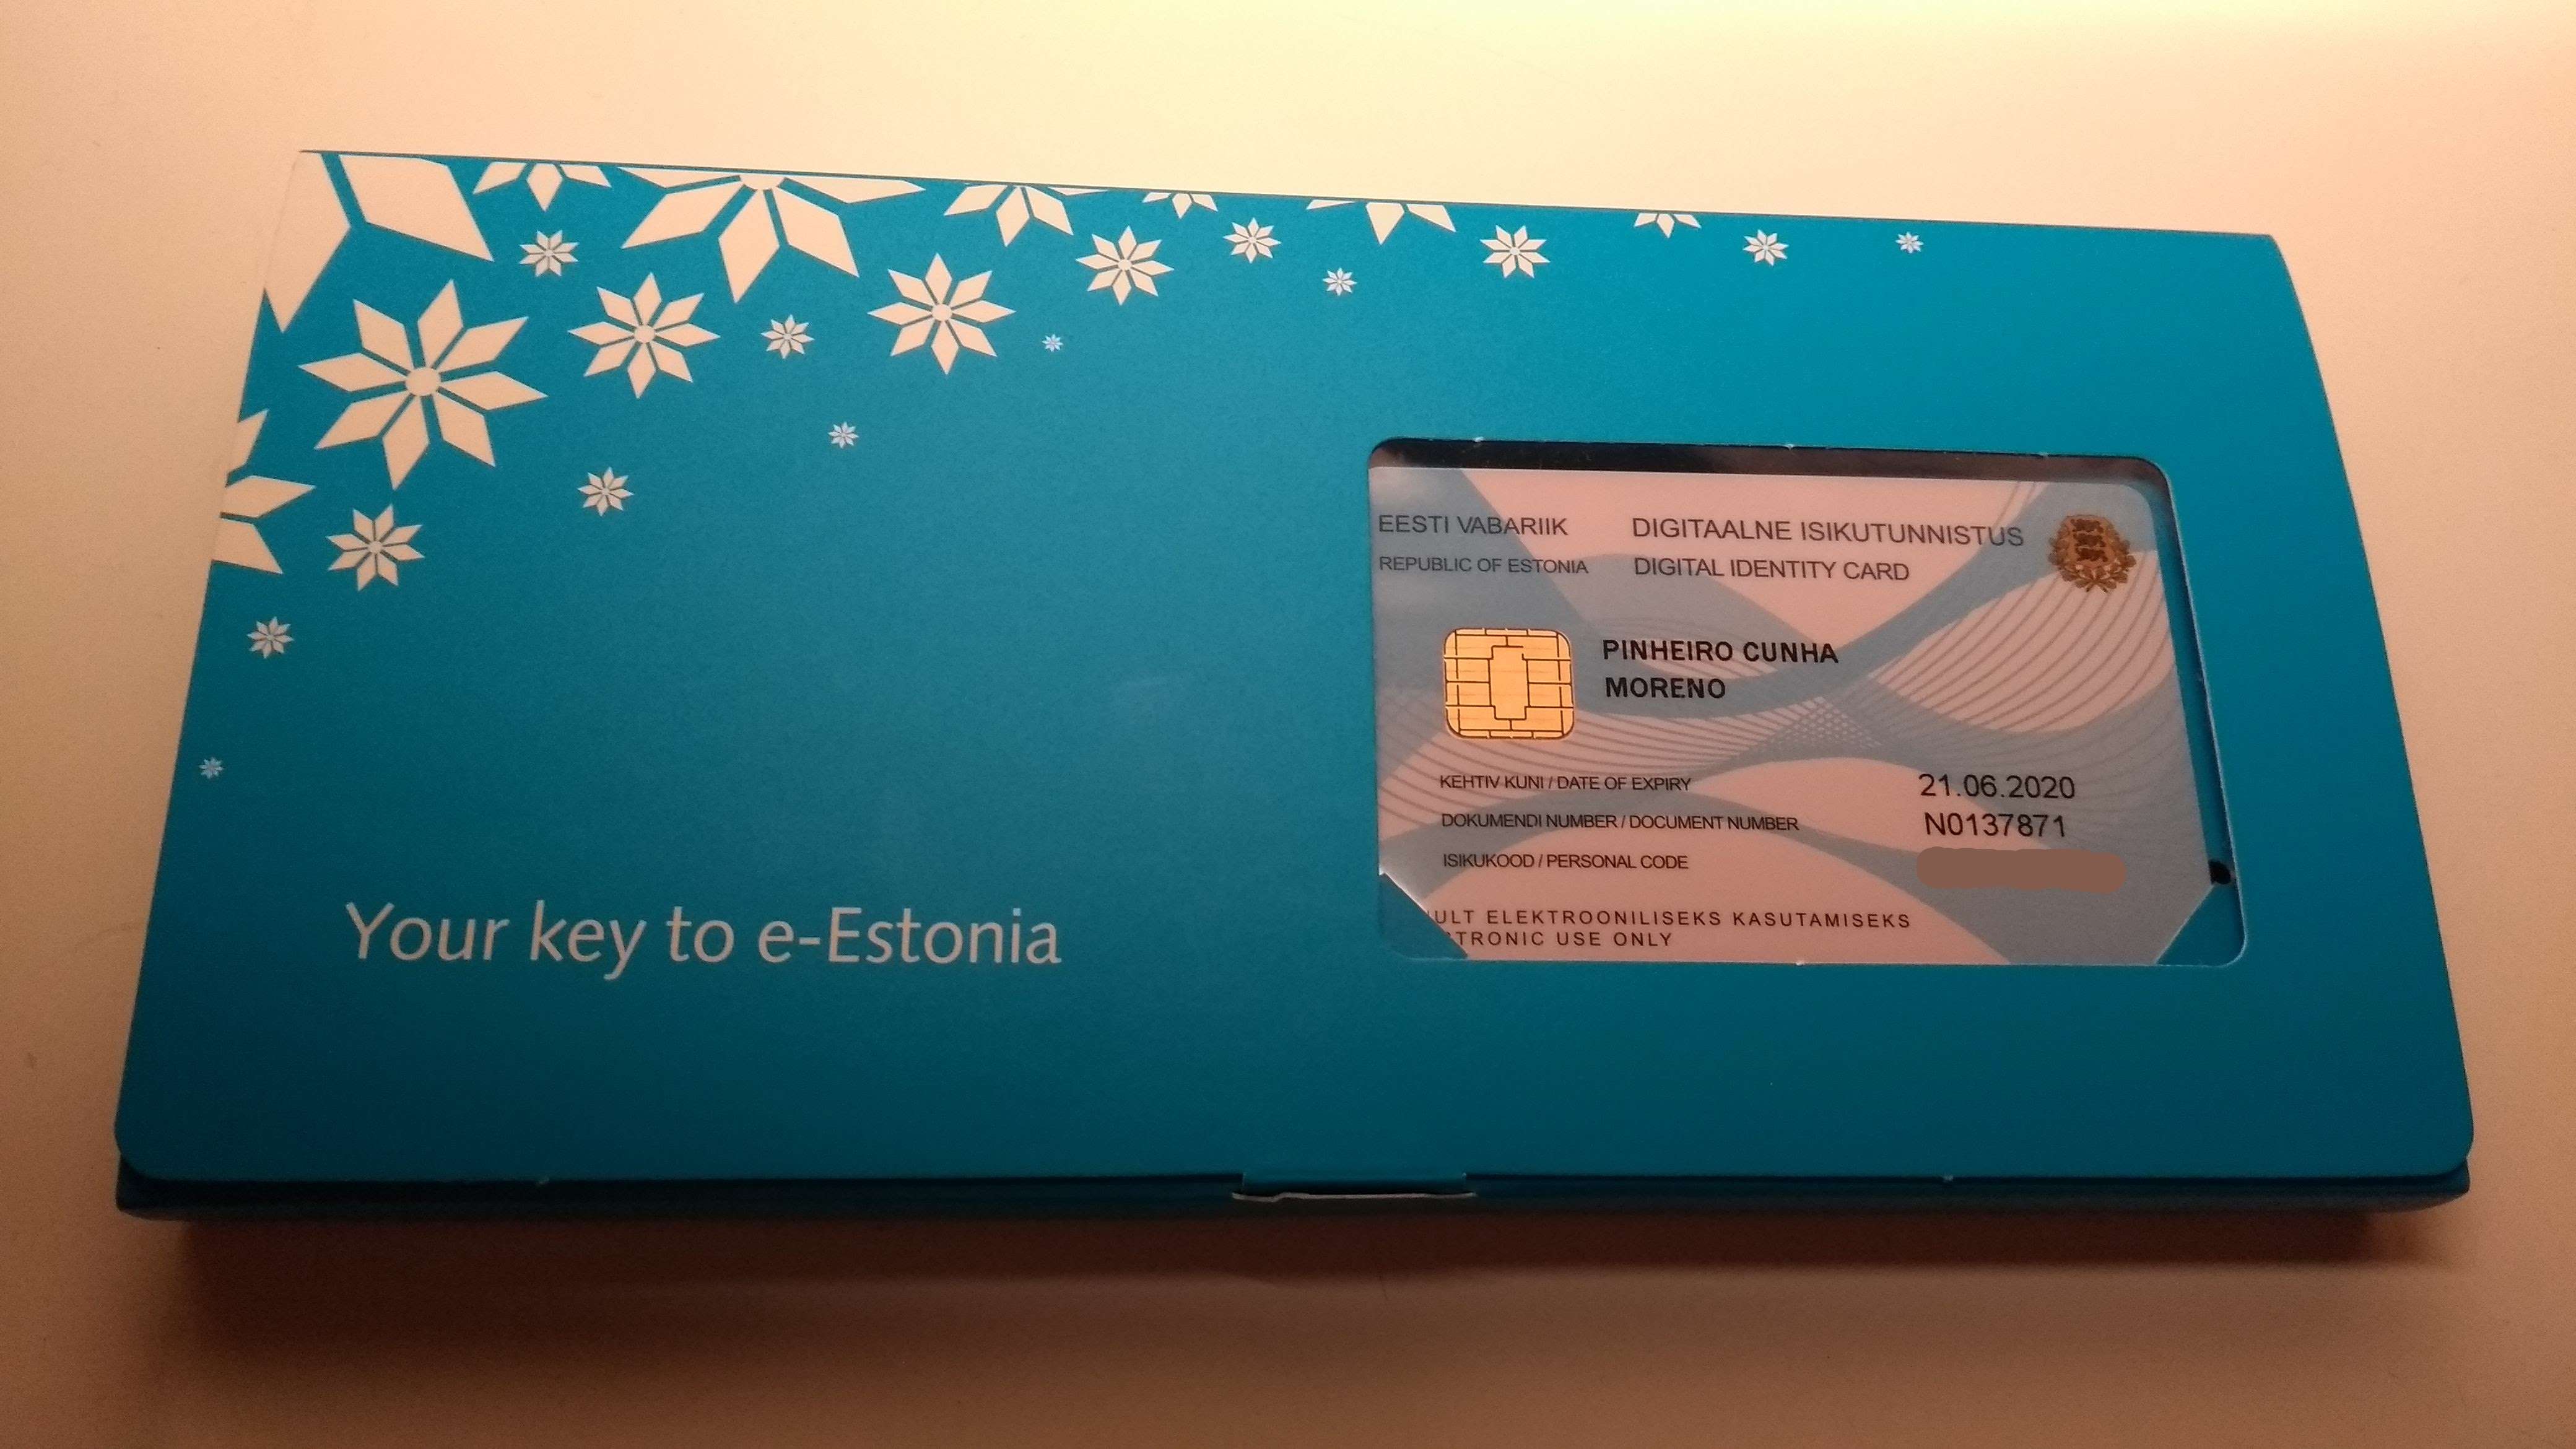 Your key to e-Estonia
EESTI VABARIIK DIGITAALNE ISIKUTUNNISTUS
REPUBLIC OF ESTONIA DIGITAL IDENTITY CARD
PINHEIRO CUNHA
MORENO
KEHTIV KUNI / DATE OF EXPIRY 21.06.2020
DOKUMENDI NUMBER / DOCUMENT NUMBER N0137871
ISIKUKOOD / PERSONAL CODE
ULT ELEKTROONILISEKS KASUTAMISEKS
TRONIC USE ONLY